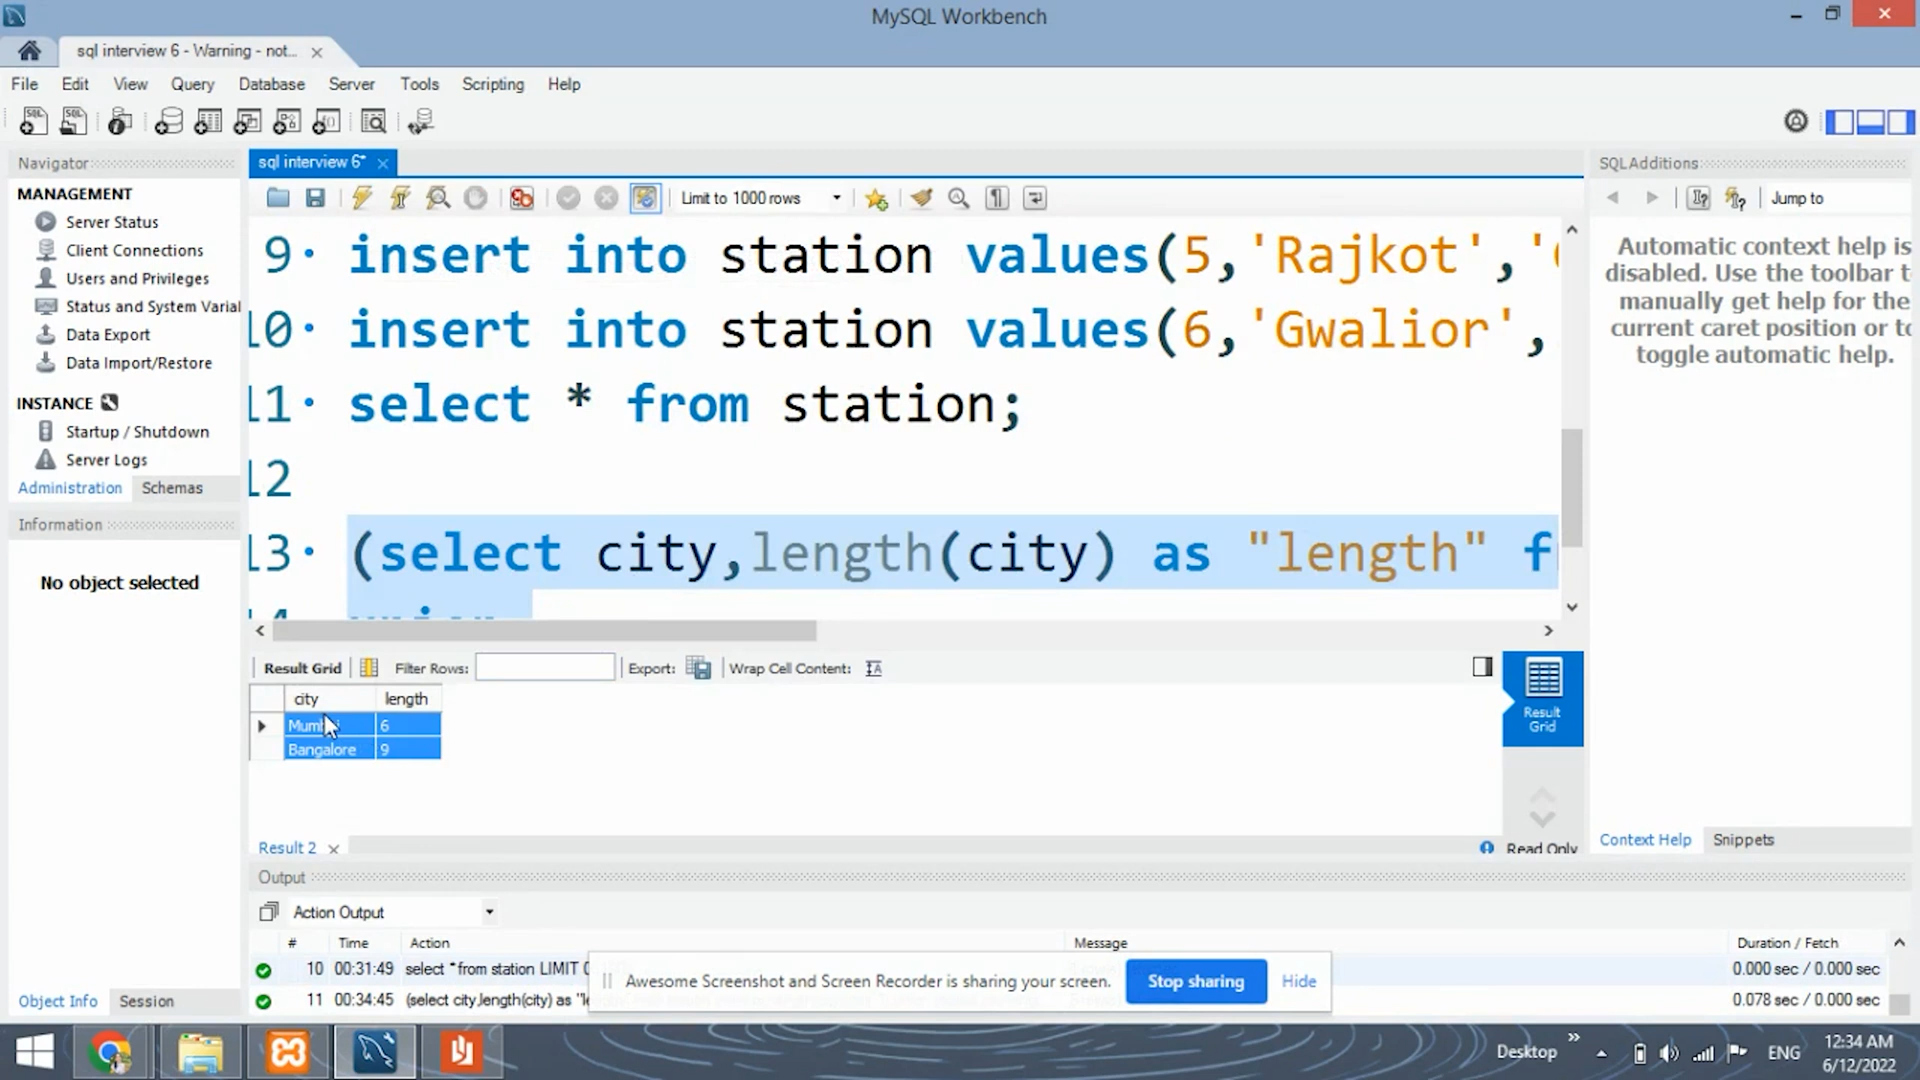 MySQL Workbench
sql interview 6 - Warning - not...
File Edit View Query Database Server Tools Scripting Help
Navigator
MANAGEMENT
Server Status
Client Connections
Users and Privileges
Status and System Varial
Data Export
Data Import/Restore
INSTANCE
Startup / Shutdown
Server Logs
Administration Schemas
Information
No object selected
Object Info Session
sql interview 6*
Limit to 1000 rows
9 insert into station values(5,'Rajkot','
10 insert into station values(6,'Gwalior',
11 select * from station;
12
13 (select city,length(city) as "length" f
Result Grid Filter Rows: Export: Wrap Cell Content:
city length
6
Bangalore 9
Result Grid
Result 2
Read Only
SQL Additions
Jump to
Automatic context help is
disabled. Use the toolbar t
manually get help for the
current caret position or to
toggle automatic help.
Context Help Snippets
Output
Action Output
# Time Action Message Duration / Fetch
10 00:31:49 select * from station LIMIT 0.000 sec / 0.000 sec
11 00:34:45 (select city,length(city) as 0.078 sec / 0.000 sec
Awesome Screenshot and Screen Recorder is sharing your screen. Stop sharing Hide
Desktop ENG
12:34 AM
6/12/2022